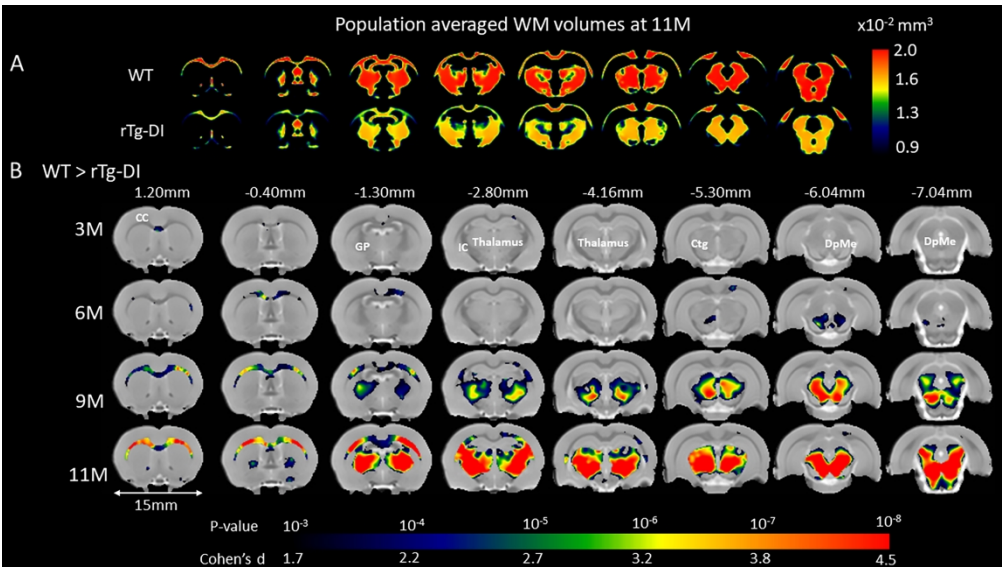 Population averaged WM volumes at 11M
x10⁻² mm³
A
WT
rTg-DI
2.0
1.6
1.3
0.9
B WT > rTg-DI
1.20mm -0.40mm -1.30mm -2.80mm -4.16mm -5.30mm -6.04mm -7.04mm
3M
CC
GP
IC Thalamus
Thalamus
Ctg
DpMe
DpMe
6M
9M
11M
15mm
P-value 10⁻³ 10⁻⁴ 10⁻⁵ 10⁻⁶ 10⁻⁷ 10⁻⁸
Cohen's d 1.7 2.2 2.7 3.2 3.8 4.5